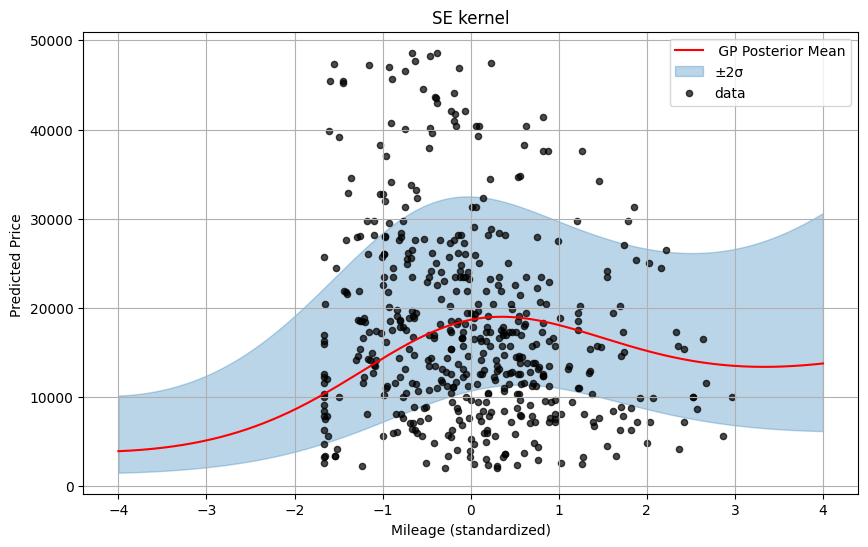 SE kernel
GP Posterior Mean
±2σ
data
Predicted Price
50000
40000
30000
20000
10000
0
−4 −3 −2 −1 0 1 2 3 4
Mileage (standardized)